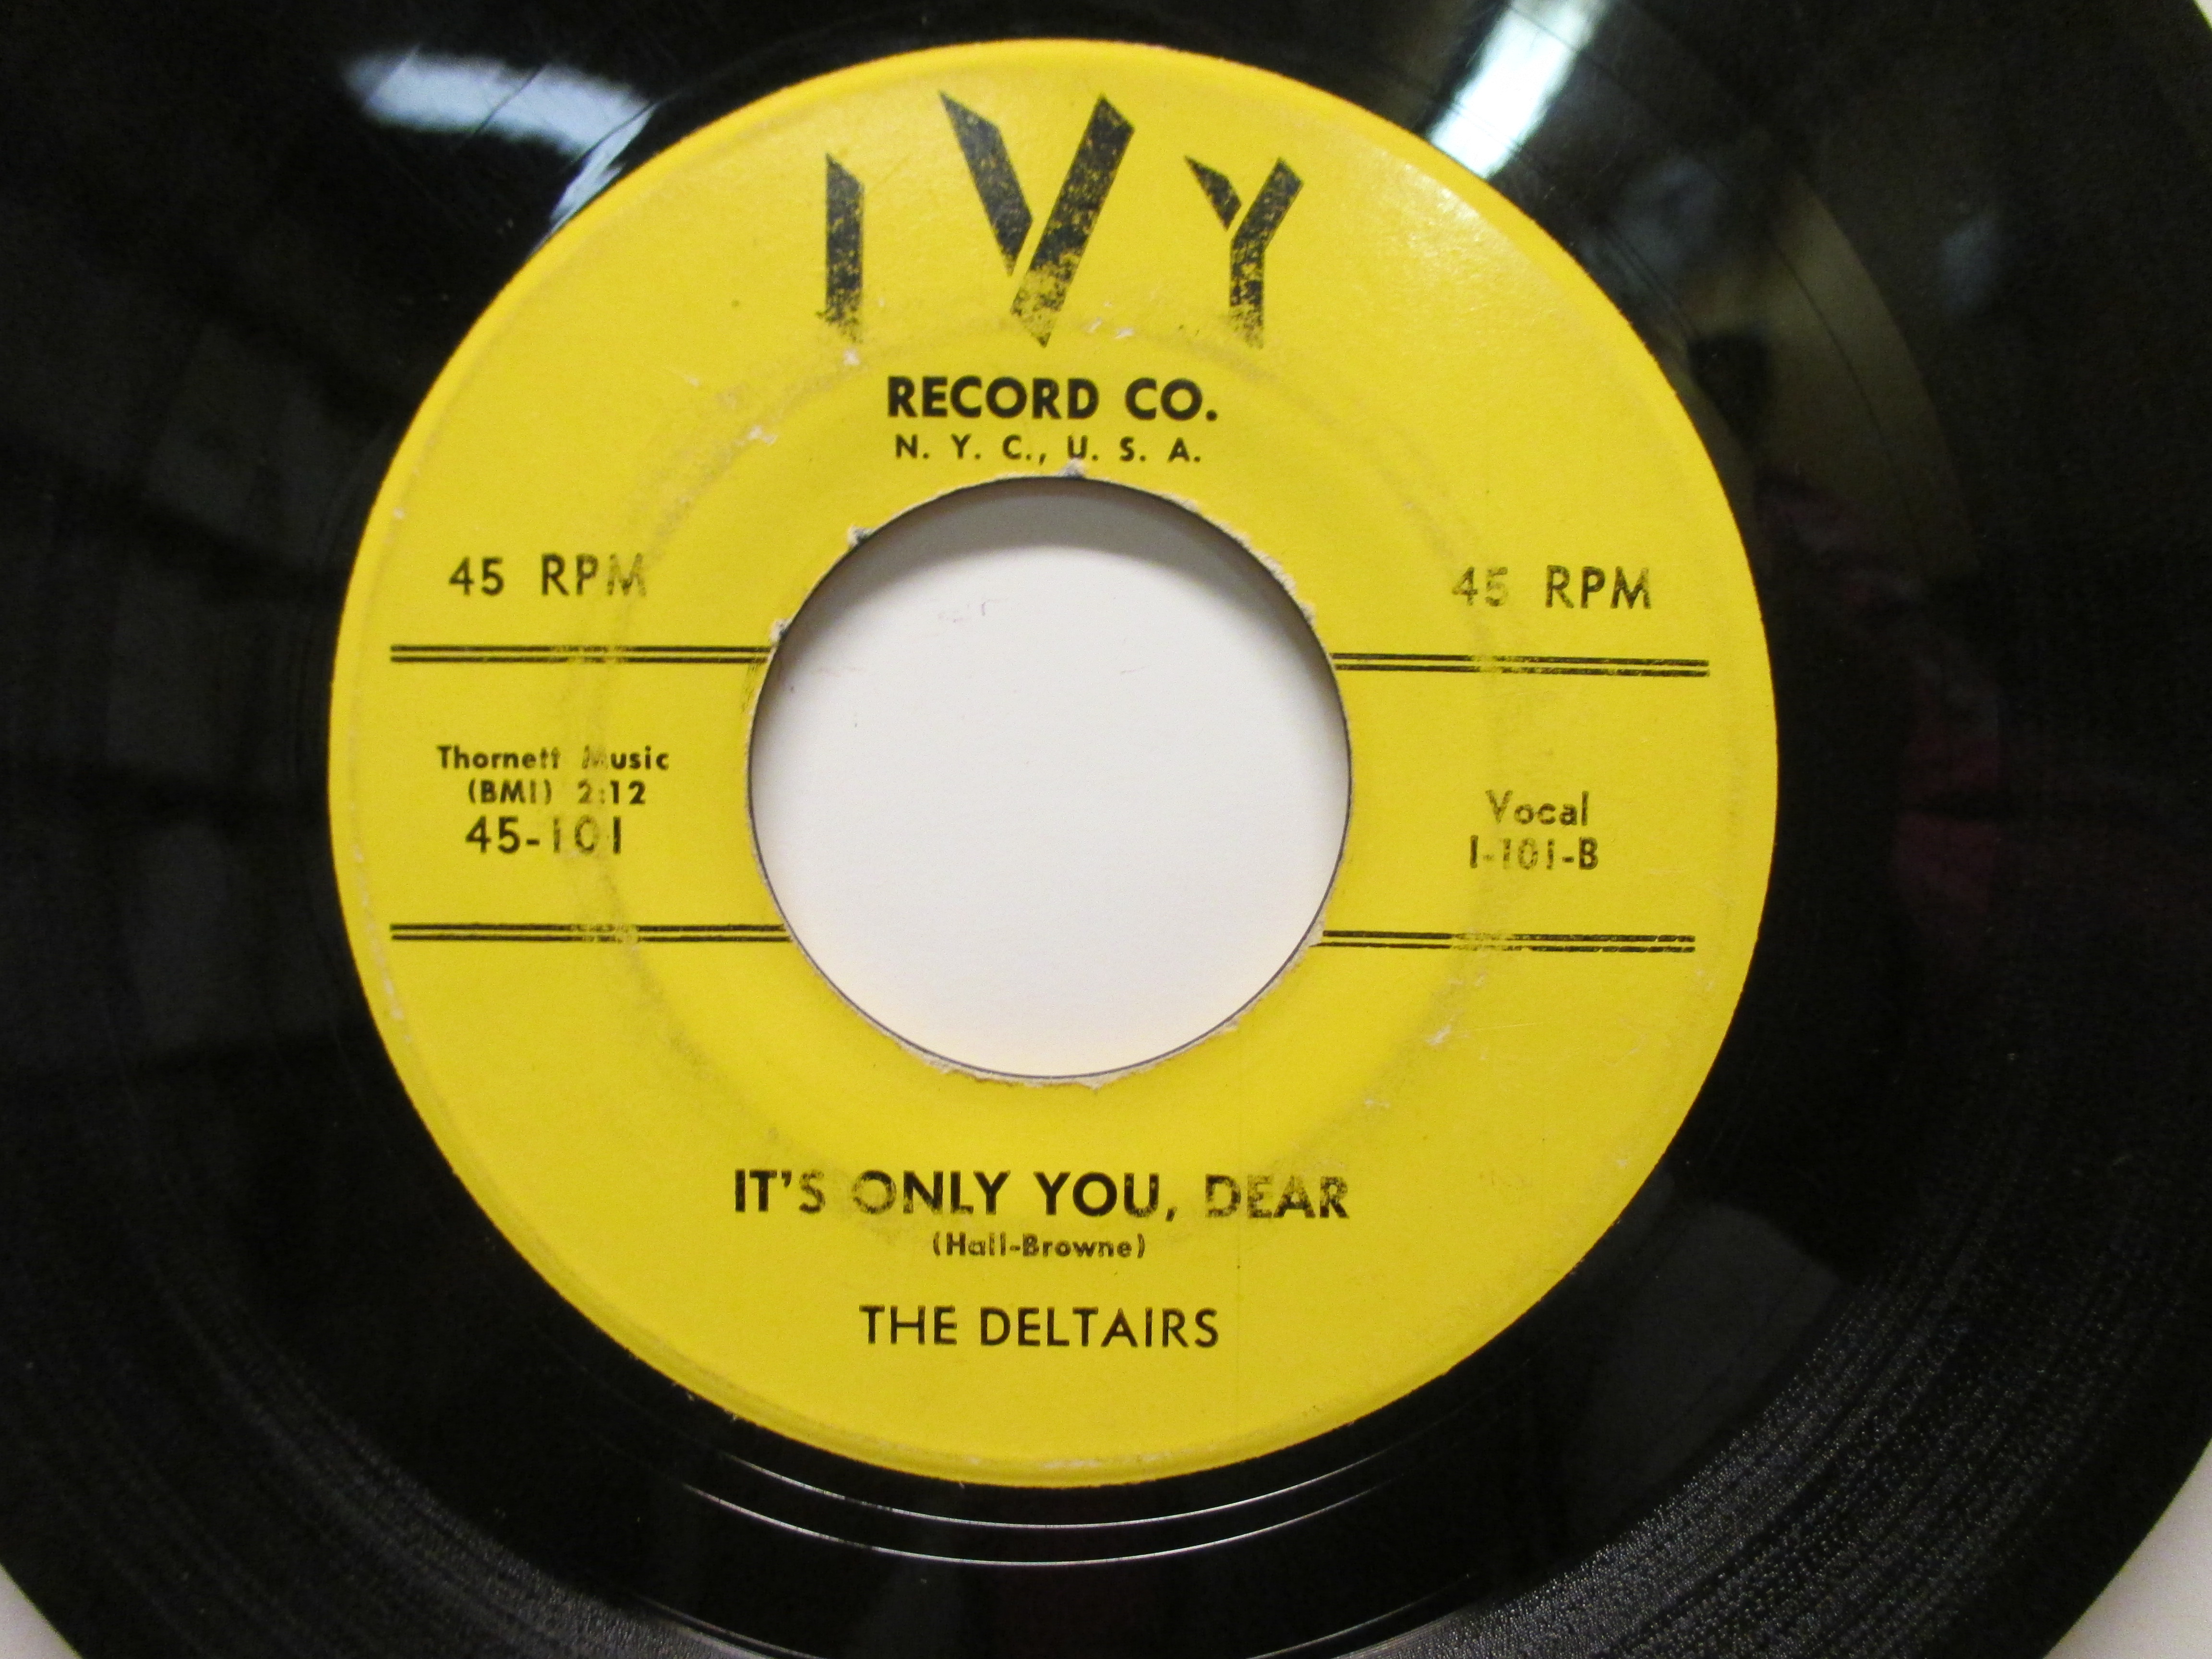 IVY
RECORD CO.
N. Y. C., U. S. A.
45 RPM
45 RPM
Thornett Music
(BMI) 2:12
45-101
Vocal
I-101-B
IT'S ONLY YOU, DEAR
(Hall-Browne)
THE DELTAIRS